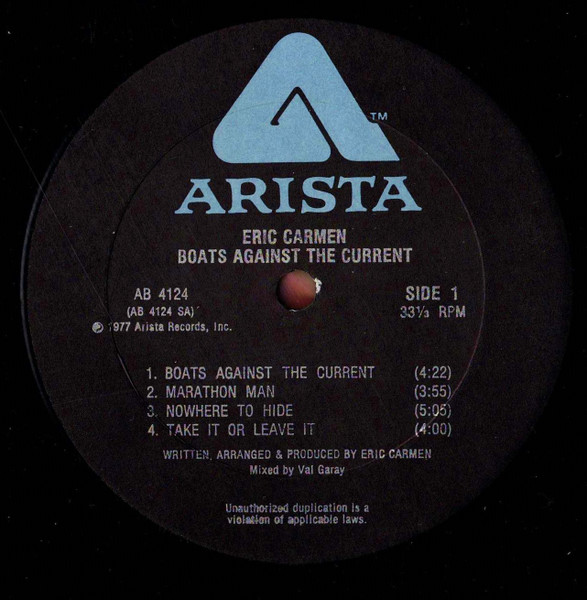 TM
ARISTA
ERIC CARMEN
BOATS AGAINST THE CURRENT
AB 4124
SIDE 1
(AB 4124 SA)
33⅓ RPM
℗ 1977 Arista Records, Inc.
1. BOATS AGAINST THE CURRENT (4:22)
2. MARATHON MAN (3:55)
3. NOWHERE TO HIDE (5:05)
4. TAKE IT OR LEAVE IT (4:00)
WRITTEN, ARRANGED & PRODUCED BY ERIC CARMEN
Mixed by Val Garay
Unauthorized duplication is a
violation of applicable laws.